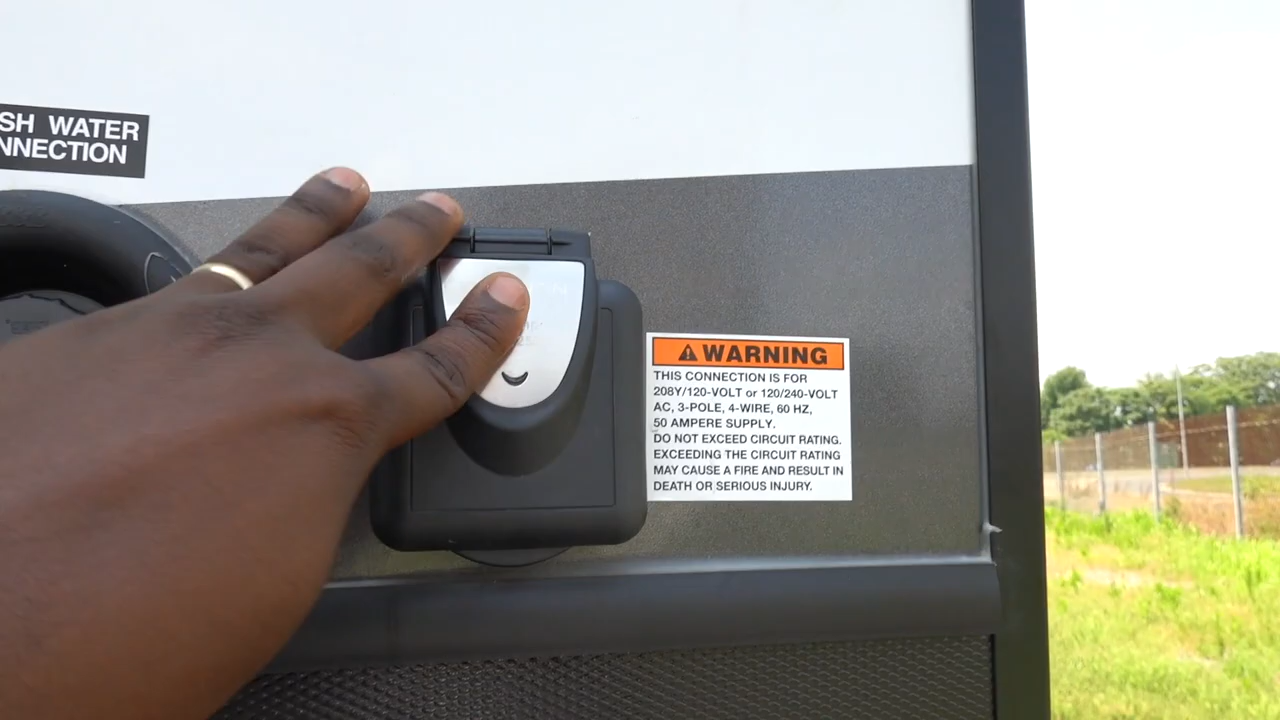 SH WATER
NNECTION
WARNING
THIS CONNECTION IS FOR
208Y/120-VOLT or 120/240-VOLT
AC, 3-POLE, 4-WIRE, 60 HZ,
50 AMPERE SUPPLY.
DO NOT EXCEED CIRCUIT RATING.
EXCEEDING THE CIRCUIT RATING
MAY CAUSE A FIRE AND RESULT IN
DEATH OR SERIOUS INJURY.